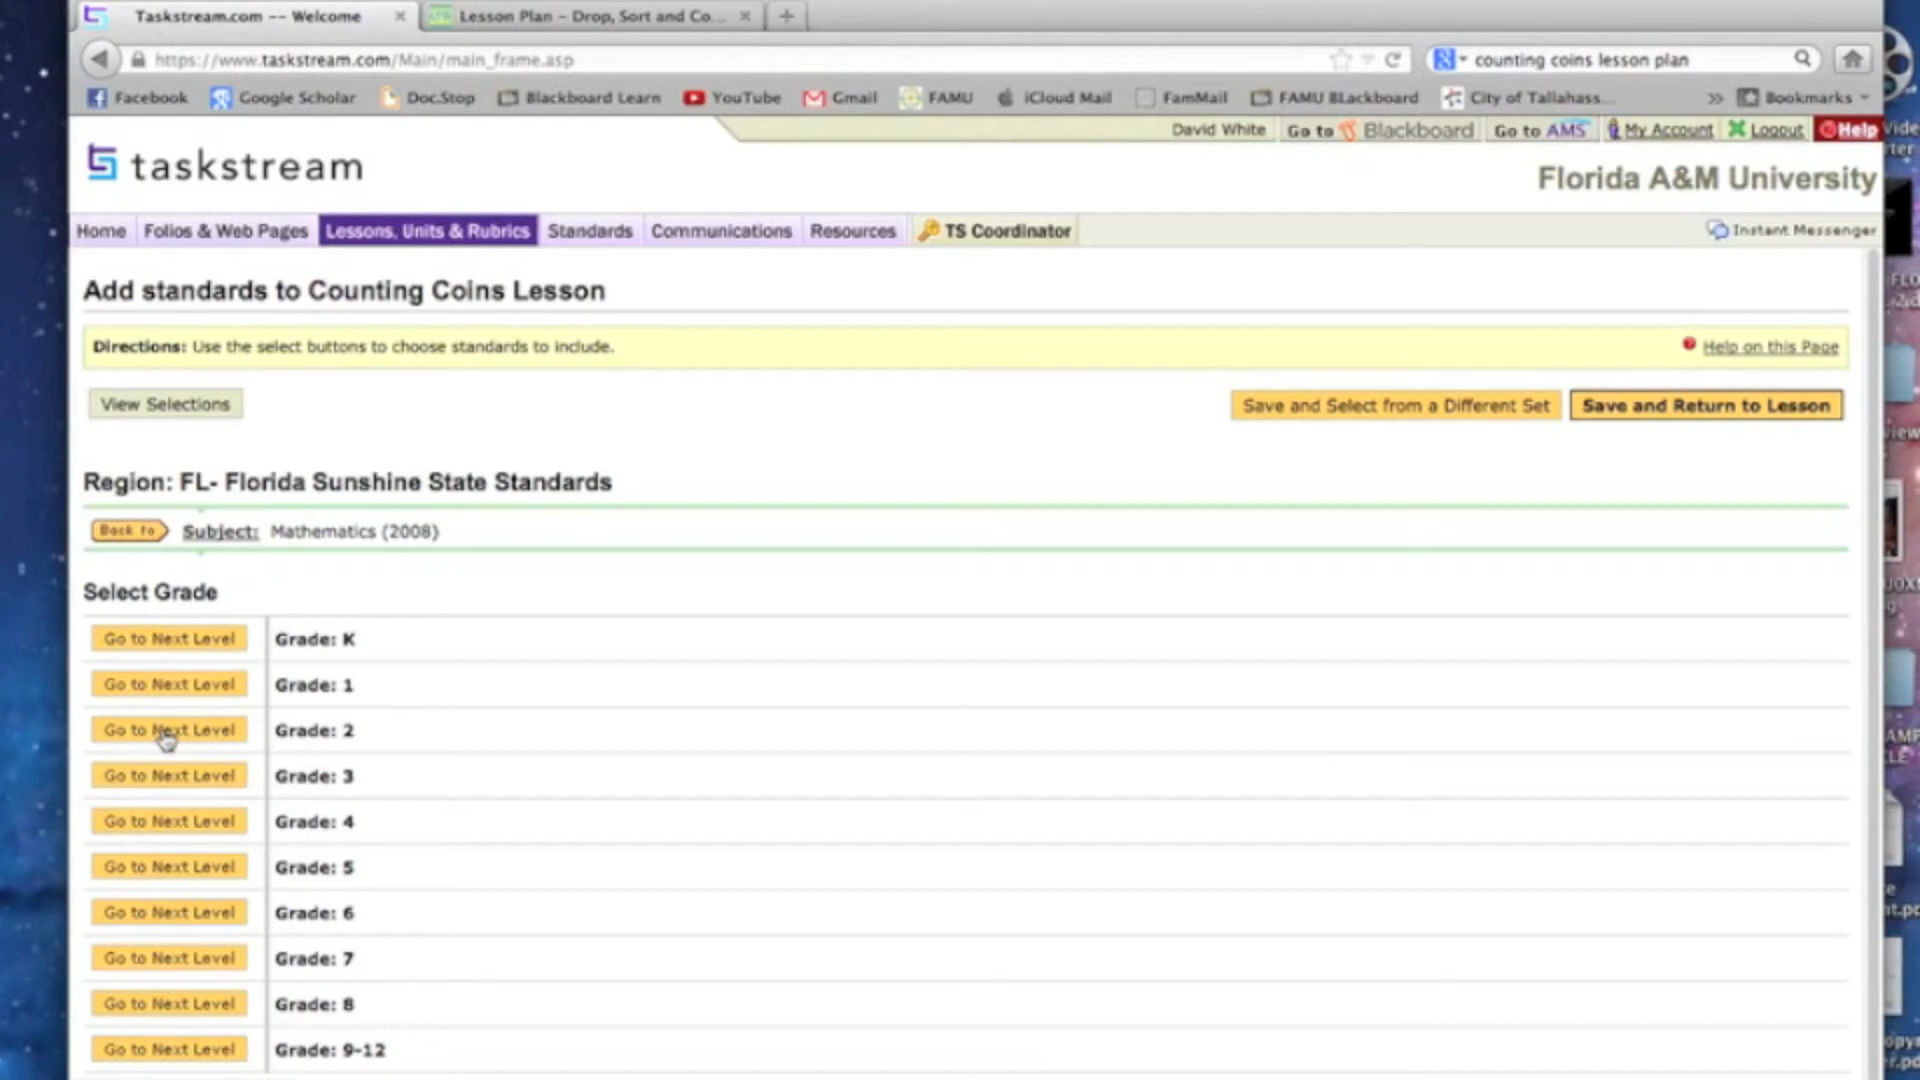 Taskstream.com -- Welcome
Lesson Plan - Drop, Sort and Co...
https://www.taskstream.com/Main/main_frame.asp
counting coins lesson plan
Facebook Google Scholar Doc.Stop Blackboard Learn YouTube Gmail FAMU iCloud Mail FamMail FAMU BLackboard City of Tallahass... Bookmarks
David White Go to Blackboard Go to AMS My Account Logout Help
taskstream
Florida A&M University
Home Folios & Web Pages Lessons, Units & Rubrics Standards Communications Resources TS Coordinator Instant Messenger
Add standards to Counting Coins Lesson
Directions: Use the select buttons to choose standards to include. Help on this Page
View Selections Save and Select from a Different Set Save and Return to Lesson
Region: FL- Florida Sunshine State Standards
Back to Subject: Mathematics (2008)
Select Grade
Go to Next Level Grade: K
Go to Next Level Grade: 1
Go to Next Level Grade: 2
Go to Next Level Grade: 3
Go to Next Level Grade: 4
Go to Next Level Grade: 5
Go to Next Level Grade: 6
Go to Next Level Grade: 7
Go to Next Level Grade: 8
Go to Next Level Grade: 9-12